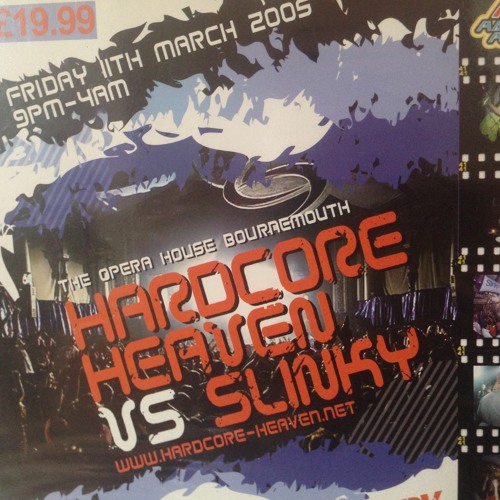 £19.99
FRIDAY 11TH MARCH 2005
9PM-4AM
THE OPERA HOUSE BOURNEMOUTH
HARDCORE
HEAVEN
VS SLINKY
WWW.HARDCORE-HEAVEN.NET